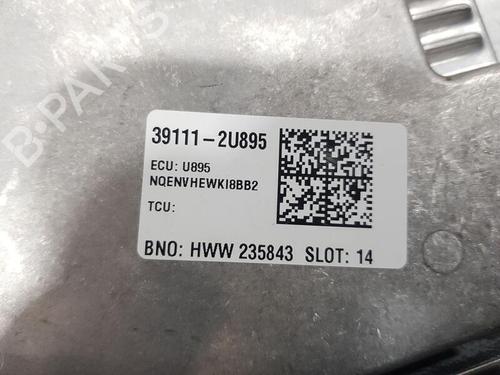 B-PARTS
39111-2U895
ECU: U895
NQENVHEWKI8BB2
TCU:
BNO: HWW 235843 SLOT: 14